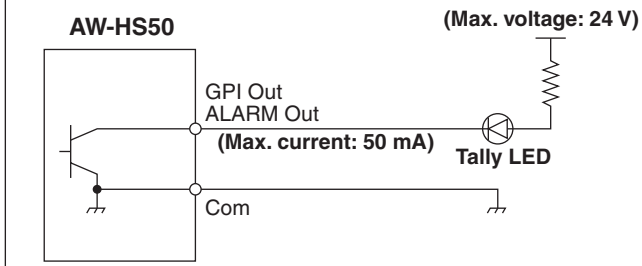 (Max. voltage: 24 V)
AW-HS50
GPI Out
ALARM Out
(Max. current: 50 mA)
Tally LED
Com